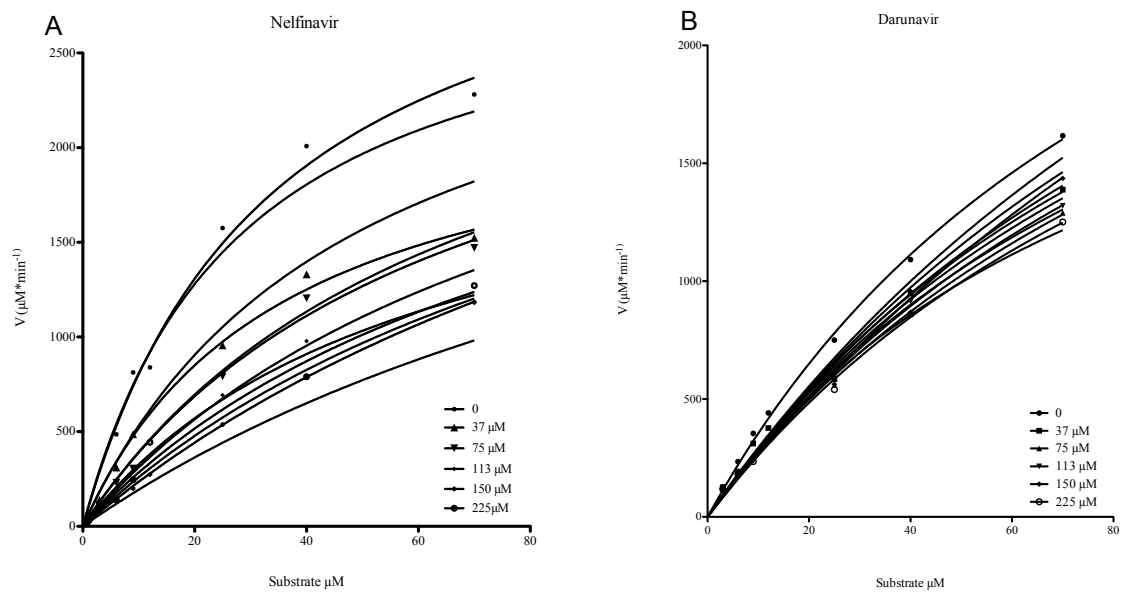 A
Nelfinavir
2500
2000
1500
1000
500
0
V (µM*min⁻¹)
0 20 40 60 80
Substrate µM
0
37 µM
75 µM
113 µM
150 µM
225µM
B
Darunavir
2000
1500
1000
500
0
V (µM*min⁻¹)
0 20 40 60 80
Substrate µM
0
37 µM
75 µM
113 µM
150 µM
225 µM